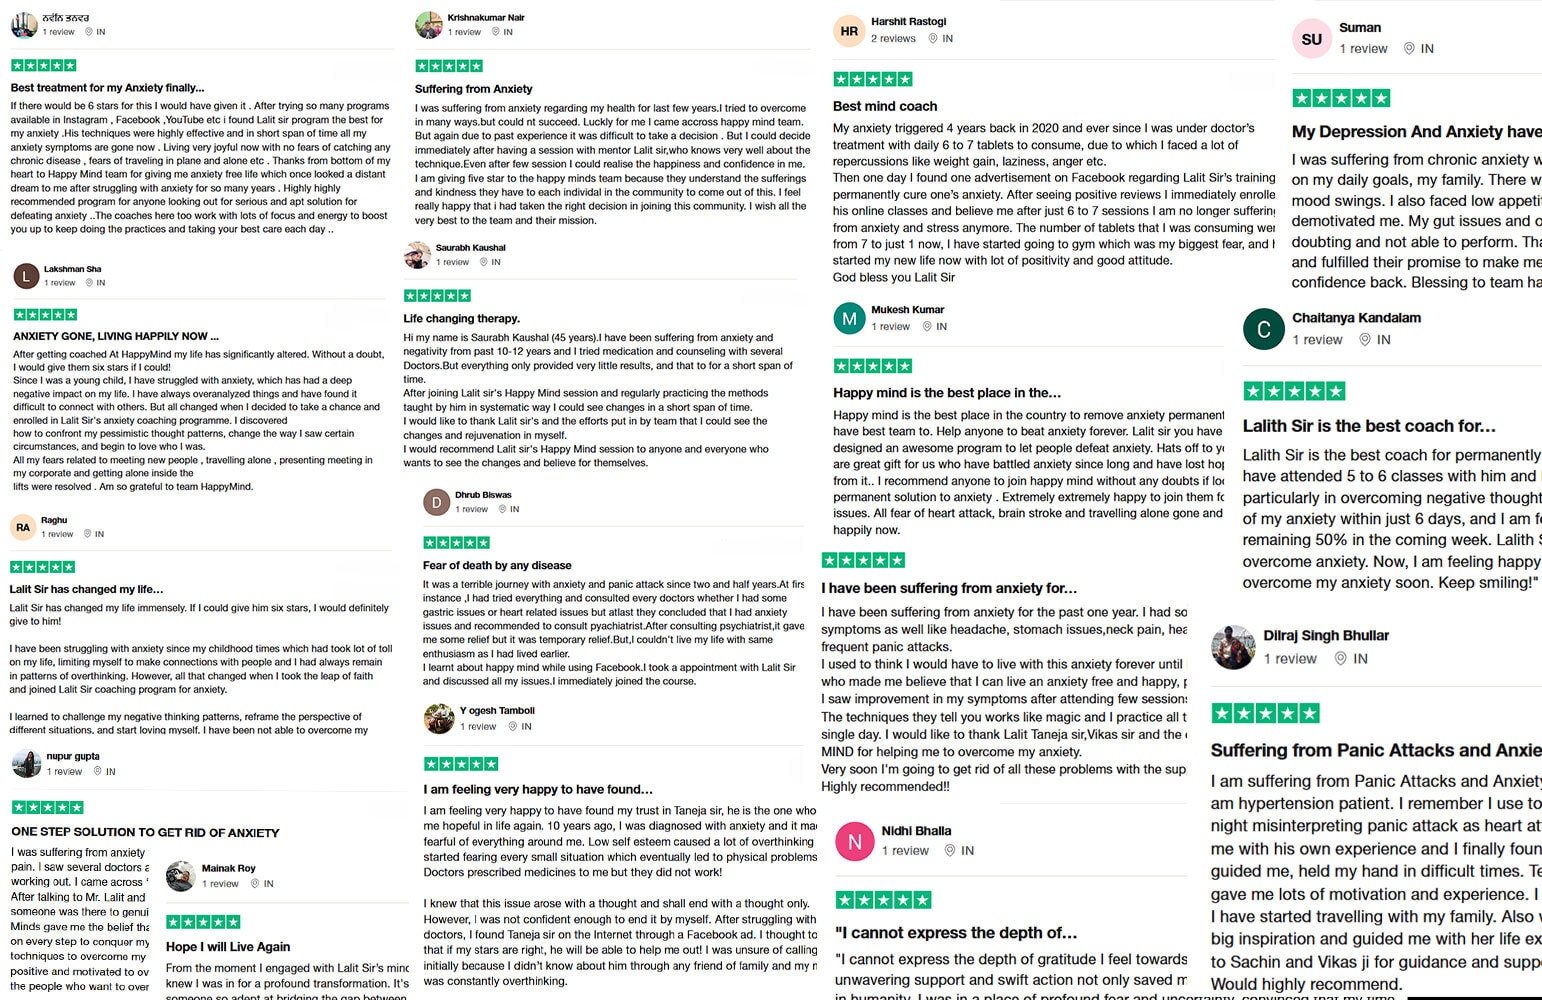 ਨਵੀਨ ਭਨਵਰ
1 review IN
Best treatment for my Anxiety finally...
If there would be 6 stars for this I would have given it . After trying so many programs
available in Instagram , Facebook ,YouTube etc i found Lalit sir program the best for
my anxiety .His techniques were highly effective and in short span of time all my
anxiety symptoms are gone now . Living very joyful now with no fears of catching any
chronic disease , fears of traveling in plane and alone etc . Thanks from bottom of my
heart to Happy Mind team for giving me anxiety free life which once looked a distant
dream to me after struggling with anxiety for so many years . Highly highly
recommended program for anyone looking out for serious and apt solution for
defeating anxiety ..The coaches here too work with lots of focus and energy to boost
you up to keep doing the practices and taking your best care each day ..
L
Lakshman Sha
1 review IN
ANXIETY GONE, LIVING HAPPILY NOW ...
After getting coached At HappyMind my life has significantly altered. Without a doubt,
I would give them six stars if I could!
Since I was a young child, I have struggled with anxiety, which has had a deep
negative impact on my life. I have always overanalyzed things and have found it
difficult to connect with others. But all changed when I decided to take a chance and
enrolled in Lalit Sir's anxiety coaching programme. I discovered
how to confront my pessimistic thought patterns, change the way I saw certain
circumstances, and begin to love who I was.
All my fears related to meeting new people , travelling alone , presenting meeting in
my corporate and getting alone inside the
lifts were resolved . Am so grateful to team HappyMind.
RA
Raghu
1 review IN
Lalit Sir has changed my life...
Lalit Sir has changed my life immensely. If I could give him six stars, I would definitely
give to him!
I have been struggling with anxiety since my childhood times which had took lot of toll
on my life, limiting myself to make connections with people and I had always remain
in patterns of overthinking. However, all that changed when I took the leap of faith
and joined Lalit Sir coaching program for anxiety.
I learned to challenge my negative thinking patterns, reframe the perspective of
different situations, and start loving myself. I have been not able to overcome my
nupur gupta
1 review IN
ONE STEP SOLUTION TO GET RID OF ANXIETY
I was suffering from anxiety
pain. I saw several doctors a
working out. I came across '
After talking to Mr. Lalit and
someone was there to genui
Minds gave me the belief tha
on every step to conquer my
techniques to overcome my
positive and motivated to ov
the people who want to over
Mainak Roy
1 review IN
Hope I will Live Again
From the moment I engaged with Lalit Sir's minc
knew I was in for a profound transformation. It's
someone so adept at bridging the gap between
Krishnakumar Nair
1 review IN
Suffering from Anxiety
I was suffering from anxiety regarding my health for last few years.I tried to overcome
in many ways.but could nt succeed. Luckly for me I came accross happy mind team.
But again due to past experience it was difficult to take a decision . But I could decide
immediately after having a session with mentor Lalit sir,who knows very well about the
technique.Even after few session I could realise the happiness and confidence in me.
I am giving five star to the happy minds team because they understand the sufferings
and kindness they have to each individal in the community to come out of this. I feel
really happy that i had taken the right decision in joining this community. I wish all the
very best to the team and their mission.
Saurabh Kaushal
1 review IN
Life changing therapy.
Hi my name is Saurabh Kaushal (45 years).I have been suffering from anxiety and
negativity from past 10-12 years and I tried medication and counseling with several
Doctors.But everything only provided very little results, and that to for a short span of
time.
After joining Lalit sir's Happy Mind session and regularly practicing the methods
taught by him in systematic way I could see changes in a short span of time.
I would like to thank Lalit sir's and the efforts put in by team that I could see the
changes and rejuvenation in myself.
I would recommend Lalit sir's Happy Mind session to anyone and everyone who
wants to see the changes and believe for themselves.
D
Dhrub Biswas
1 review IN
Fear of death by any disease
It was a terrible journey with anxiety and panic attack since two and half years.At firs
instance ,I had tried everything and consulted every doctors whether I had some
gastric issues or heart related issues but atlast they concluded that I had anxiety
issues and recommended to consult pyachiatrist.After consulting psychiatrist,it gave
me some relief but it was temporary relief.But,I couldn't live my life with same
enthusiasm as I had lived earlier.
I learnt about happy mind while using Facebook.I took a appointment with Lalit Sir
and discussed all my issues.I immediately joined the course.
Y ogesh Tamboli
1 review IN
I am feeling very happy to have found...
I am feeling very happy to have found my trust in Taneja sir, he is the one who
me hopeful in life again. 10 years ago, I was diagnosed with anxiety and it mac
fearful of everything around me. Low self esteem caused a lot of overthinking
started fearing every small situation which eventually led to physical problems
Doctors prescribed medicines to me but they did not work!
I knew that this issue arose with a thought and shall end with a thought only.
However, I was not confident enough to end it by myself. After struggling with
doctors, I found Taneja sir on the Internet through a Facebook ad. I thought to
that if my stars are right, he will be able to help me out! I was unsure of calling
initially because I didn't know about him through any friend of family and my n
was constantly overthinking.
HR
Harshit Rastogi
2 reviews IN
Best mind coach
My anxiety triggered 4 years back in 2020 and ever since I was under doctor's
treatment with daily 6 to 7 tablets to consume, due to which I faced a lot of
repercussions like weight gain, laziness, anger etc.
Then one day I found one advertisement on Facebook regarding Lalit Sir's training
permanently cure one's anxiety. After seeing positive reviews I immediately enrolle
his online classes and believe me after just 6 to 7 sessions I am no longer suffering
from anxiety and stress anymore. The number of tablets that I was consuming wer
from 7 to just 1 now, I have started going to gym which was my biggest fear, and h
started my new life now with lot of positivity and good attitude.
God bless you Lalit Sir
M
Mukesh Kumar
1 review IN
Happy mind is the best place in the...
Happy mind is the best place in the country to remove anxiety permanent
have best team to. Help anyone to beat anxiety forever. Lalit sir you have
designed an awesome program to let people defeat anxiety. Hats off to yo
are great gift for us who have battled anxiety since long and have lost hop
from it.. I recommend anyone to join happy mind without any doubts if loo
permanent solution to anxiety . Extremely extremely happy to join them fo
issues. All fear of heart attack, brain stroke and travelling alone gone and
happily now.
I have been suffering from anxiety for...
I have been suffering from anxiety for the past one year. I had so
symptoms as well like headache, stomach issues,neck pain, hea
frequent panic attacks.
I used to think I would have to live with this anxiety forever until
who made me believe that I can live an anxiety free and happy, p
I saw improvement in my symptoms after attending few sessions
The techniques they tell you works like magic and I practice all t
single day. I would like to thank Lalit Taneja sir,Vikas sir and the e
MIND for helping me to overcome my anxiety.
Very soon I'm going to get rid of all these problems with the sup
Highly recommended!!
N
Nidhi Bhalla
1 review IN
"I cannot express the depth of...
"I cannot express the depth of gratitude I feel towards
unwavering support and swift action not only saved m
in humanity. I was in a place of profound fear and uncertainty, convinced that my time
SU
Suman
1 review IN
My Depression And Anxiety have
I was suffering from chronic anxiety w
on my daily goals, my family. There w
mood swings. I also faced low appetit
demotivated me. My gut issues and o
doubting and not able to perform. Tha
and fulfilled their promise to make me
confidence back. Blessing to team ha
C
Chaitanya Kandalam
1 review IN
Lalith Sir is the best coach for...
Lalith Sir is the best coach for permanently
have attended 5 to 6 classes with him and I
particularly in overcoming negative thought
of my anxiety within just 6 days, and I am fe
remaining 50% in the coming week. Lalith S
overcome anxiety. Now, I am feeling happy
overcome my anxiety soon. Keep smiling!"
Dilraj Singh Bhullar
1 review IN
Suffering from Panic Attacks and Anxie
I am suffering from Panic Attacks and Anxiety
am hypertension patient. I remember I use to
night misinterpreting panic attack as heart at
me with his own experience and I finally foun
guided me, held my hand in difficult times. Te
gave me lots of motivation and experience. I
I have started travelling with my family. Also w
big inspiration and guided me with her life ex
to Sachin and Vikas ji for guidance and supp
Would highly recommend.